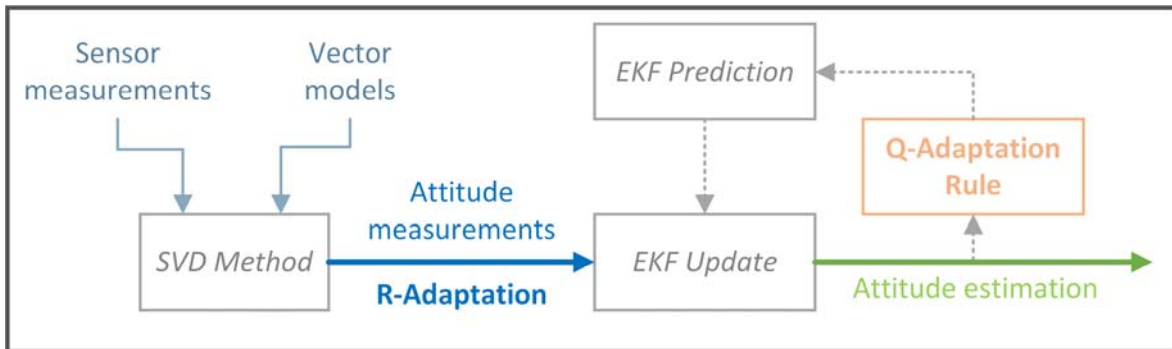 Sensor
measurements
Vector
models
EKF Prediction
Q-Adaptation
Rule
Attitude
measurements
SVD Method
EKF Update
R-Adaptation
Attitude estimation